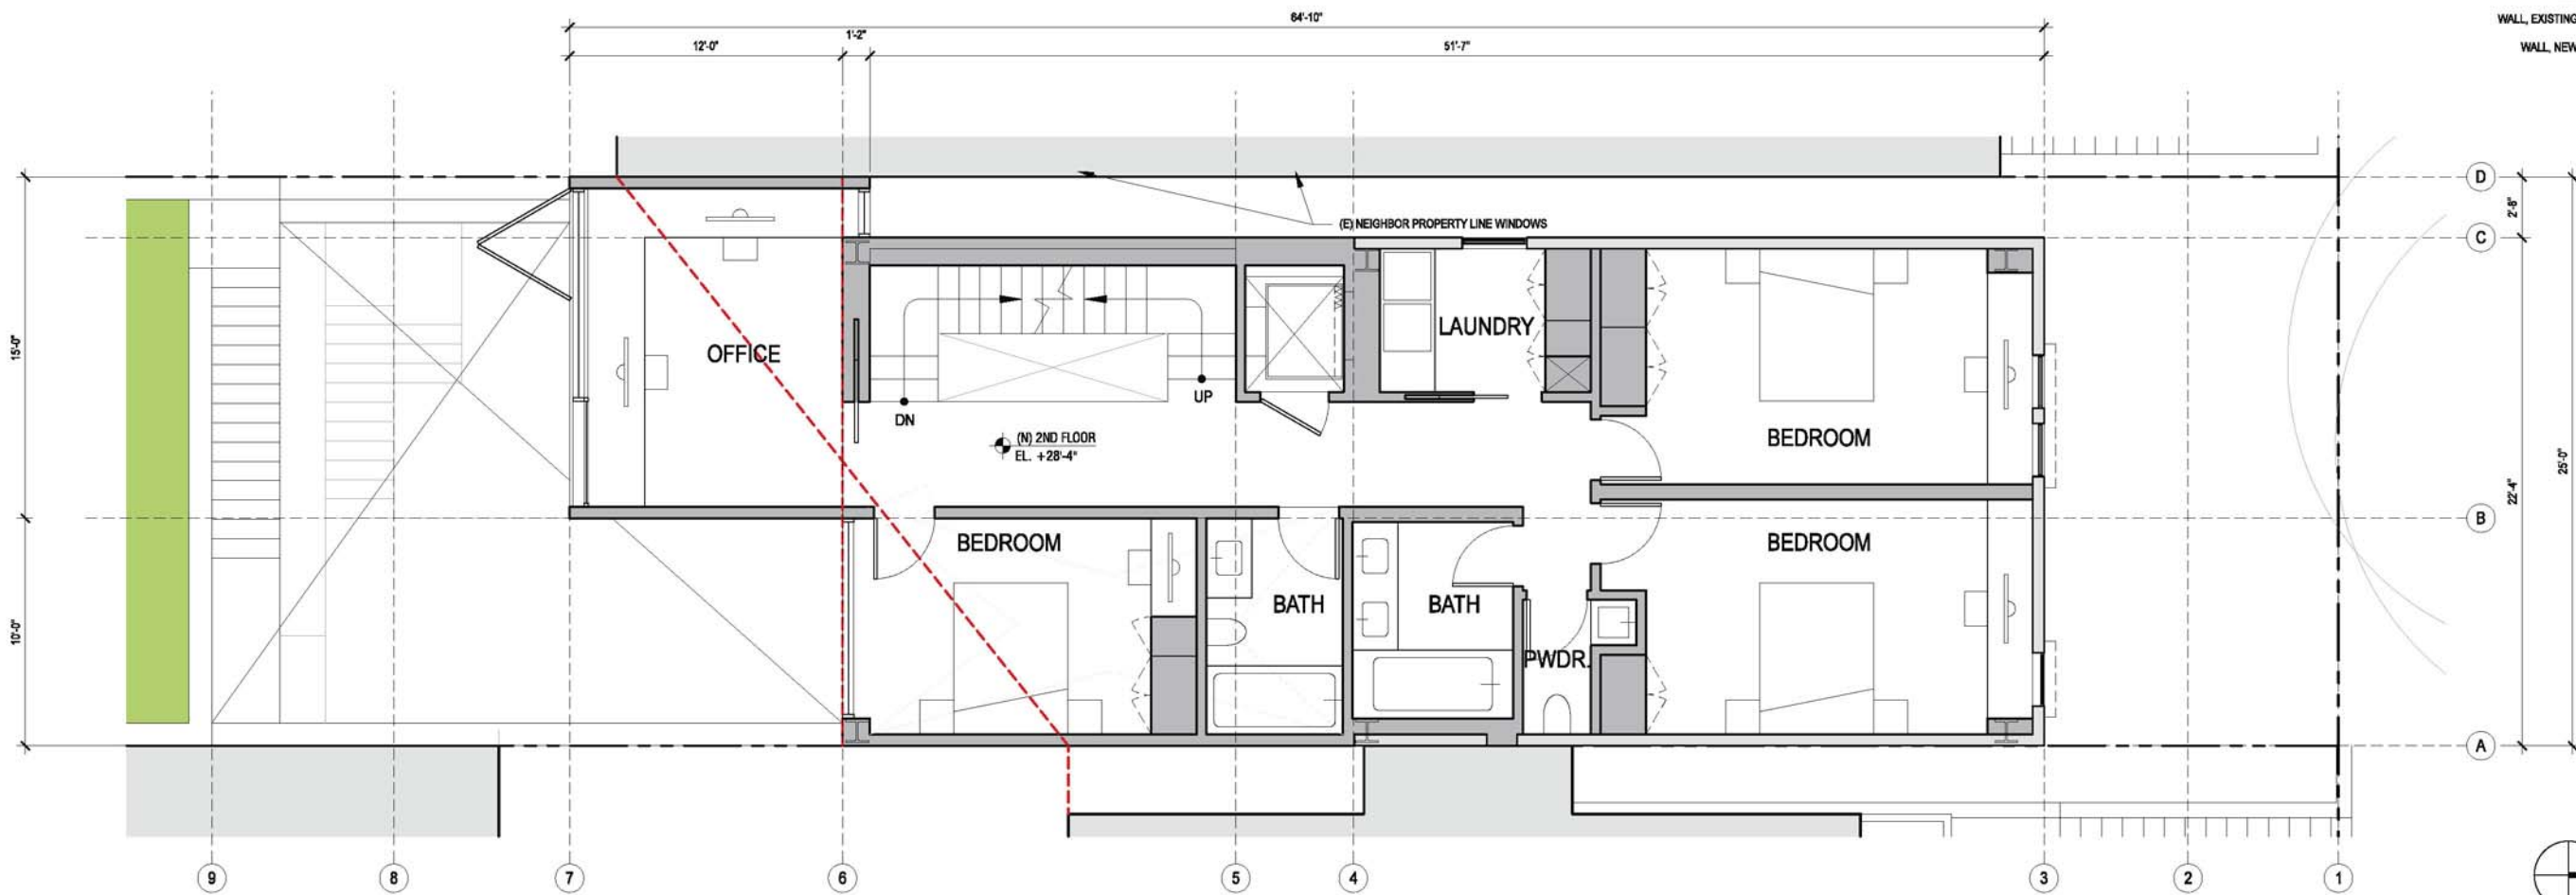 64'-10"
WALL, EXISTING
12'-0"
1'-2"
51'-7"
WALL, NEW
D
2'-8"
(E) NEIGHBOR PROPERTY LINE WINDOWS
C
15'-0"
OFFICE
LAUNDRY
DN
UP
(N) 2ND FLOOR
EL. +28'-4"
BEDROOM
25'-0"
22'-4"
B
BEDROOM
BEDROOM
10'-0"
BATH
BATH
PWDR.
A
9
8
7
6
5
4
3
2
1